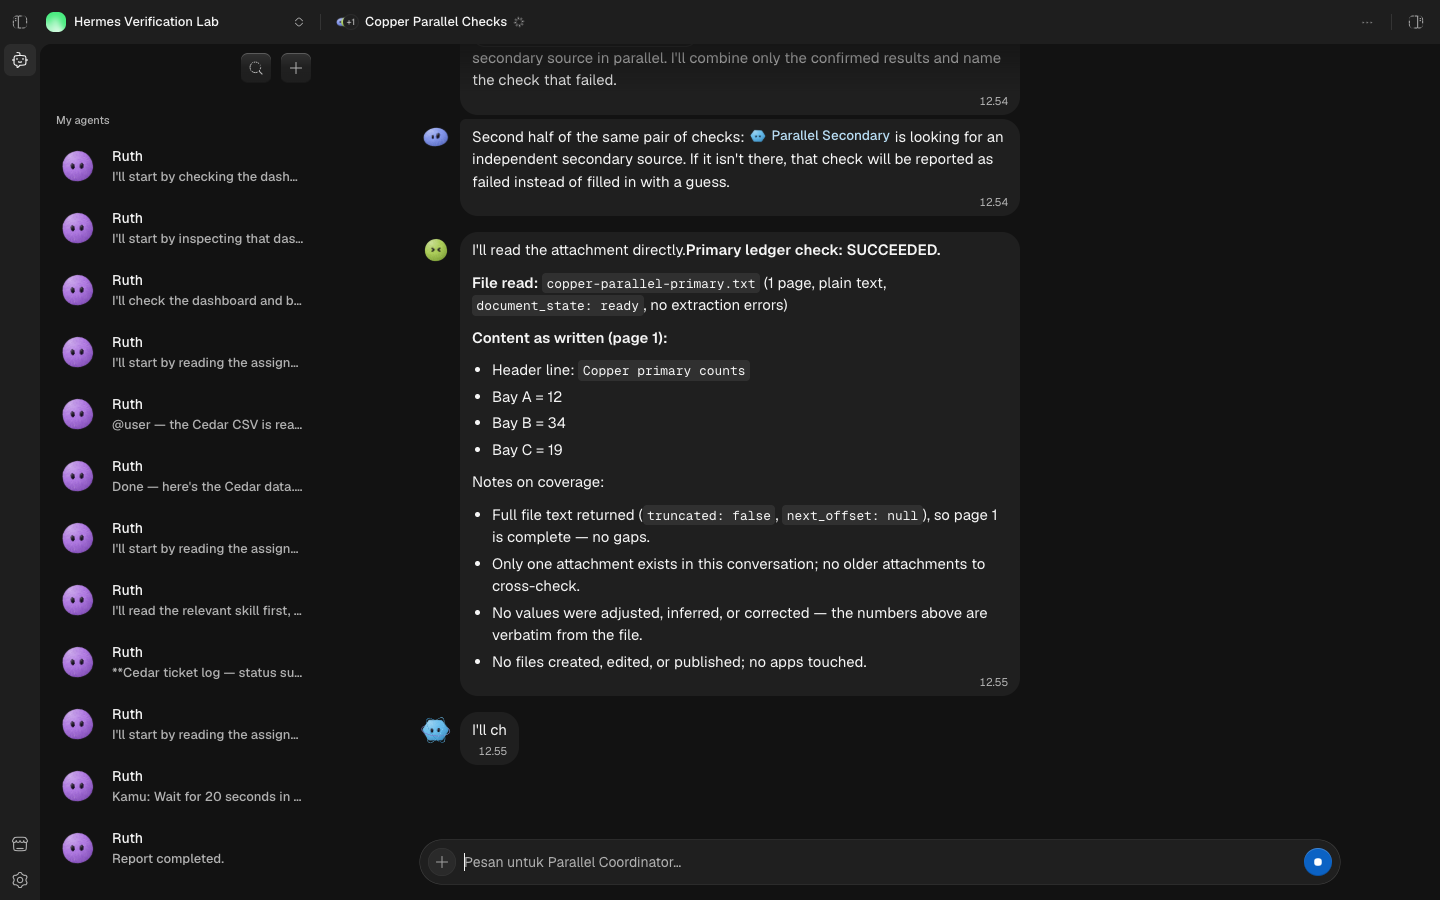 Hermes Verification Lab
+1
Copper Parallel Checks
My agents
Ruth
I'll start by checking the dash...
Ruth
I'll start by inspecting that das...
Ruth
I'll check the dashboard and b...
Ruth
I'll start by reading the assign...
Ruth
@user — the Cedar CSV is rea...
Ruth
Done — here's the Cedar data....
Ruth
I'll start by reading the assign...
Ruth
I'll read the relevant skill first, ...
Ruth
**Cedar ticket log — status su...
Ruth
I'll start by reading the assign...
Ruth
Kamu: Wait for 20 seconds in ...
Ruth
Report completed.
secondary source in parallel. I'll combine only the confirmed results and name
the check that failed.
12.54
Second half of the same pair of checks: Parallel Secondary is looking for an
independent secondary source. If it isn't there, that check will be reported as
failed instead of filled in with a guess.
12.54
I'll read the attachment directly.Primary ledger check: SUCCEEDED.
File read: copper-parallel-primary.txt (1 page, plain text,
document_state: ready, no extraction errors)
Content as written (page 1):
• Header line: Copper primary counts
• Bay A = 12
• Bay B = 34
• Bay C = 19
Notes on coverage:
• Full file text returned (truncated: false, next_offset: null), so page 1
is complete — no gaps.
• Only one attachment exists in this conversation; no older attachments to
cross-check.
• No values were adjusted, inferred, or corrected — the numbers above are
verbatim from the file.
• No files created, edited, or published; no apps touched.
12.55
I'll ch
12.55
Pesan untuk Parallel Coordinator...